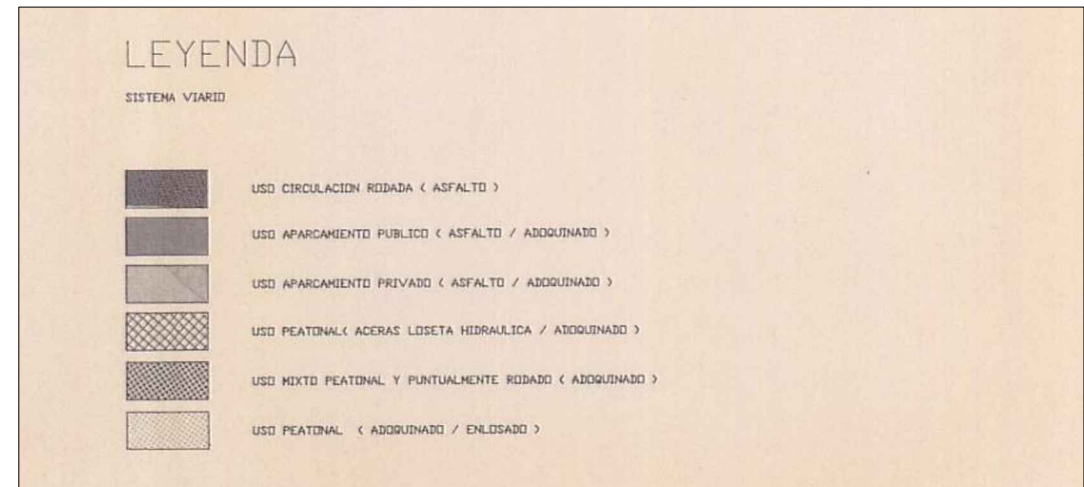 LEYENDA
SISTEMA VIARIO
USO CIRCULACION RODADA ( ASFALTO )
USO APARCAMIENTO PUBLICO ( ASFALTO / ADOQUINADO )
USO APARCAMIENTO PRIVADO ( ASFALTO / ADOQUINADO )
USO PEATONAL( ACERAS LOSETA HIDRAULICA / ADOQUINADO )
USO MIXTO PEATONAL Y PUNTUALMENTE RODADO ( ADOQUINADO )
USO PEATONAL ( ADOQUINADO / ENLOSADO )